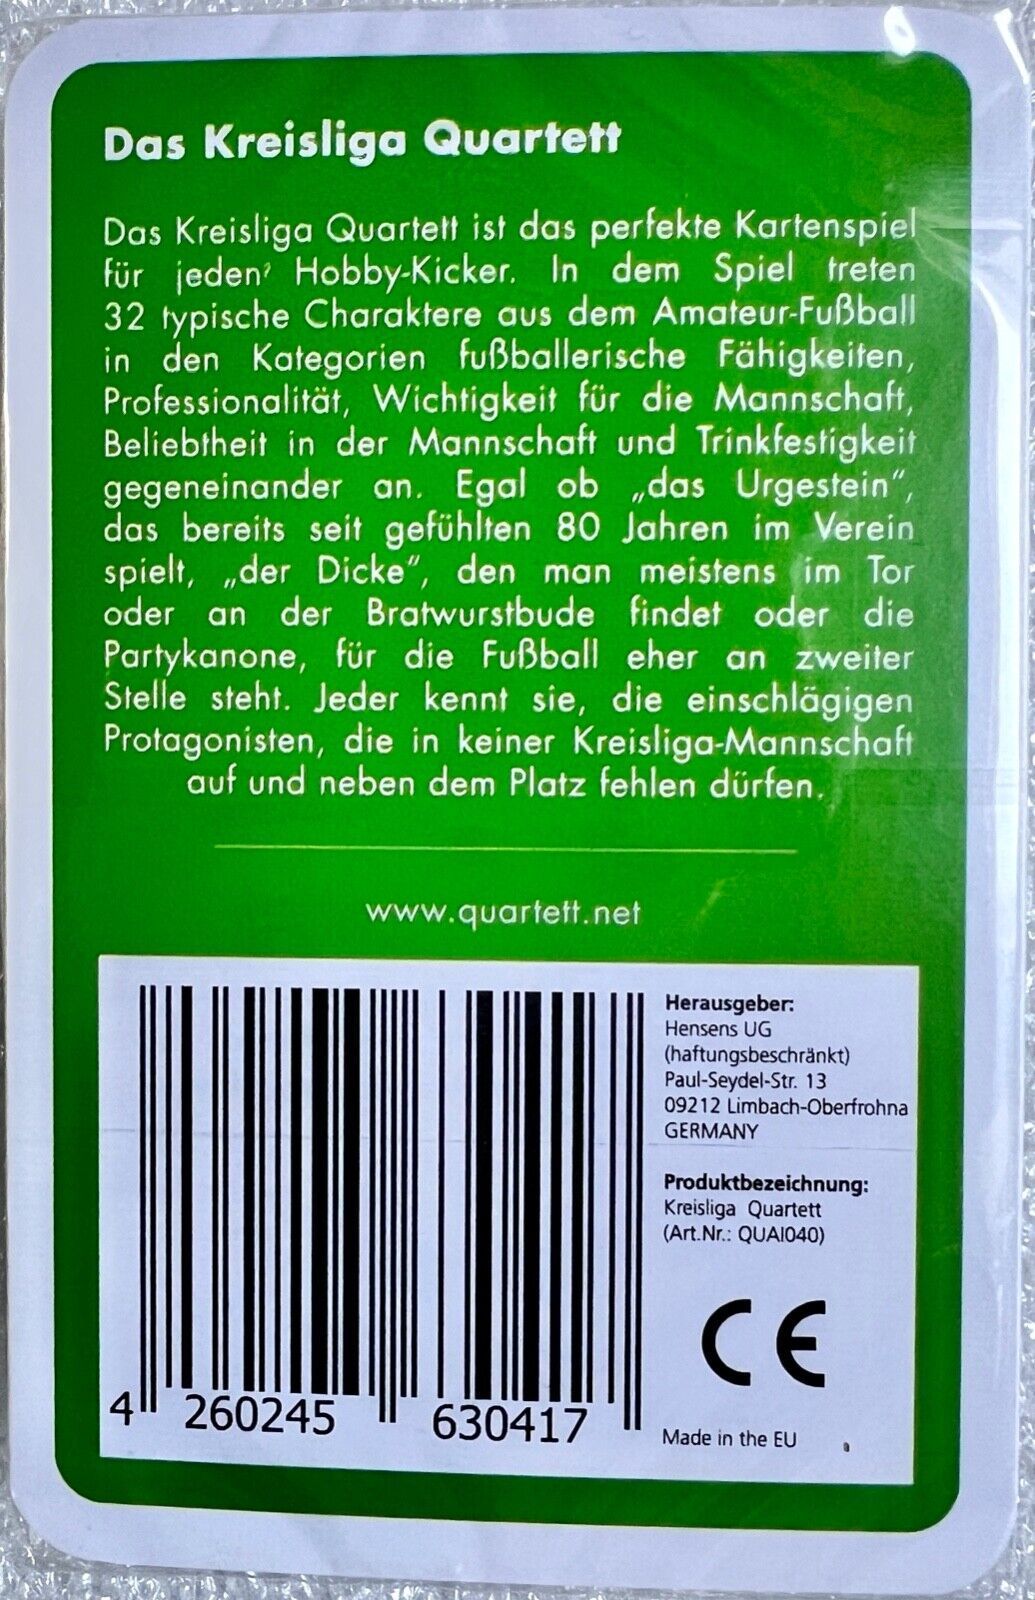 Das Kreisliga Quartett
Das Kreisliga Quartett ist das perfekte Kartenspiel
für jeden Hobby-Kicker. In dem Spiel treten
32 typische Charaktere aus dem Amateur-Fußball
in den Kategorien fußballerische Fähigkeiten,
Professionalität, Wichtigkeit für die Mannschaft,
Beliebtheit in der Mannschaft und Trinkfestigkeit
gegeneinander an. Egal ob „das Urgestein“,
das bereits seit gefühlten 80 Jahren im Verein
spielt, „der Dicke“, den man meistens im Tor
oder an der Bratwurstbude findet oder die
Partykanone, für die Fußball eher an zweiter
Stelle steht. Jeder kennt sie, die einschlägigen
Protagonisten, die in keiner Kreisliga-Mannschaft
auf und neben dem Platz fehlen dürfen.
www.quartett.net
Herausgeber:
Hensens UG
(haftungsbeschränkt)
Paul-Seydel-Str. 13
09212 Limbach-Oberfrohna
GERMANY
Produktbezeichnung:
Kreisliga Quartett
(Art.Nr.: QUAI040)
CE
Made in the EU
4 260245 630417